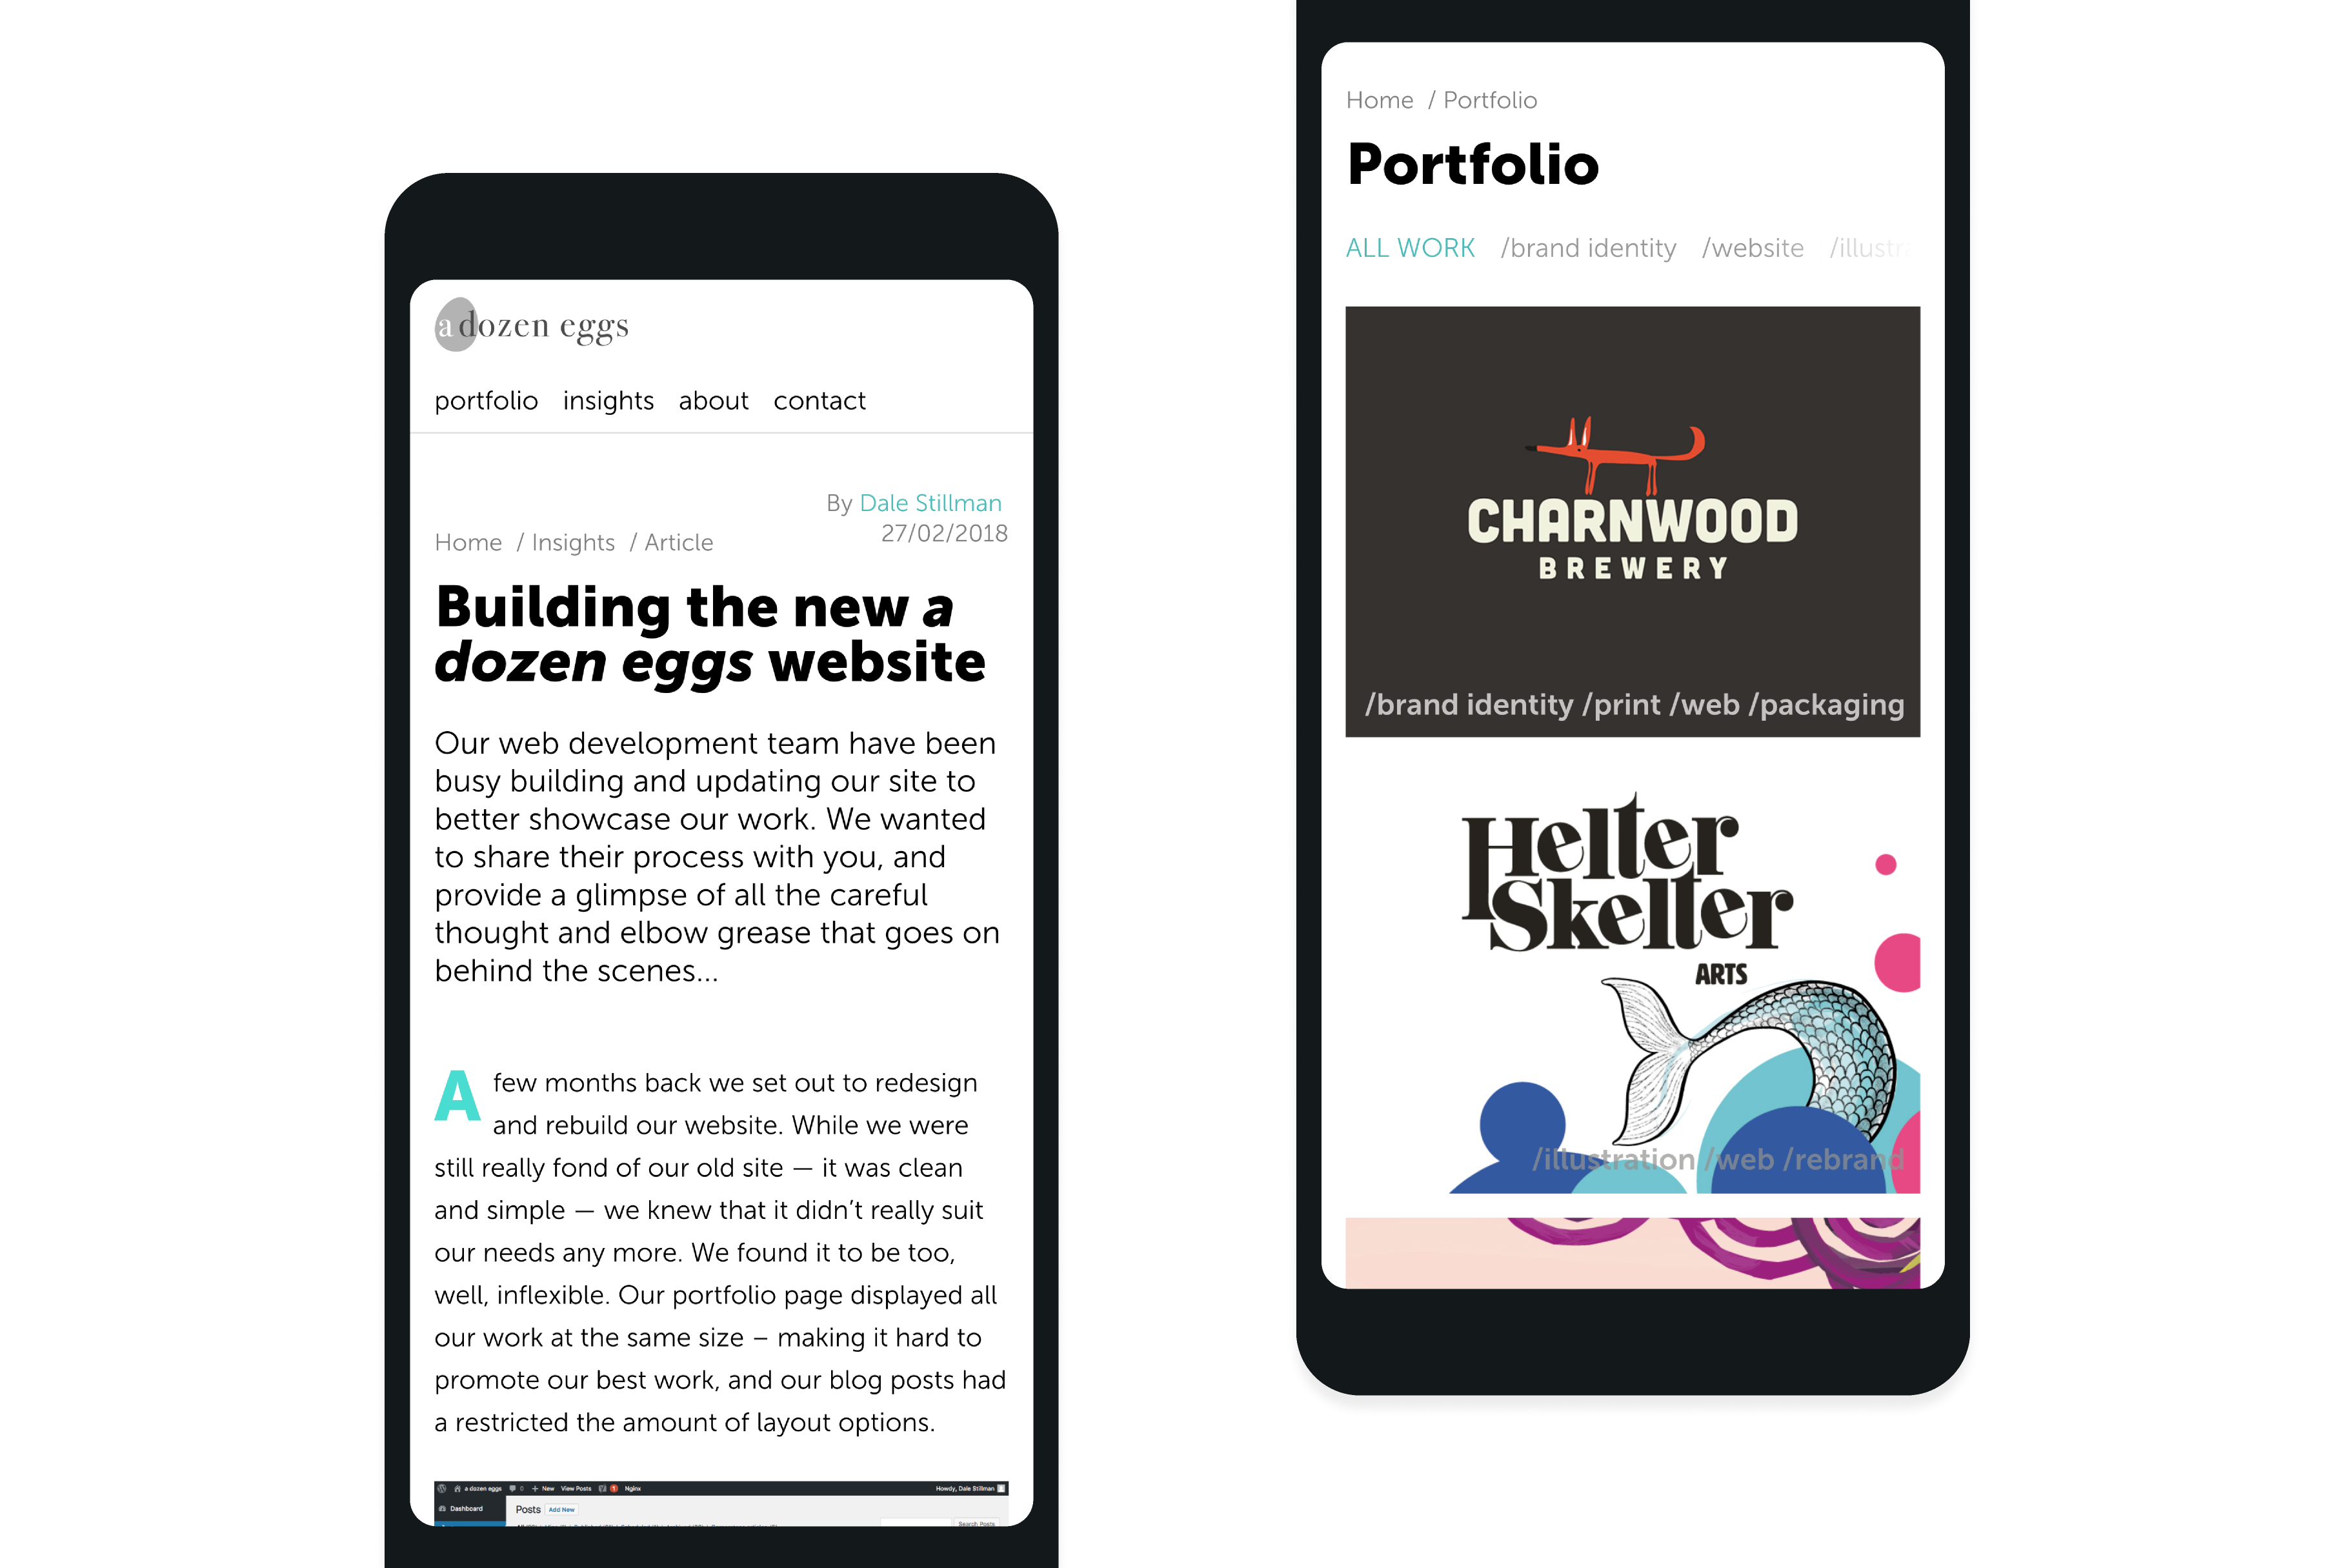 a dozen eggs
portfolio insights about contact
By Dale Stillman
27/02/2018
Home / Insights / Article
Building the new a
dozen eggs website
Our web development team have been
busy building and updating our site to
better showcase our work. We wanted
to share their process with you, and
provide a glimpse of all the careful
thought and elbow grease that goes on
behind the scenes...
A few months back we set out to redesign
and rebuild our website. While we were
still really fond of our old site — it was clean
and simple — we knew that it didn’t really suit
our needs any more. We found it to be too,
well, inflexible. Our portfolio page displayed all
our work at the same size – making it hard to
promote our best work, and our blog posts had
a restricted the amount of layout options.
a dozen eggs 0 + New View Posts 1 Nginx Howdy, Dale Stillman
Dashboard Posts Add New
Search Posts
Home / Portfolio
Portfolio
ALL WORK /brand identity /website /illustr
CHARNWOOD
BREWERY
/brand identity /print /web /packaging
Helter
Skelter
ARTS
/illustration /web /rebrand